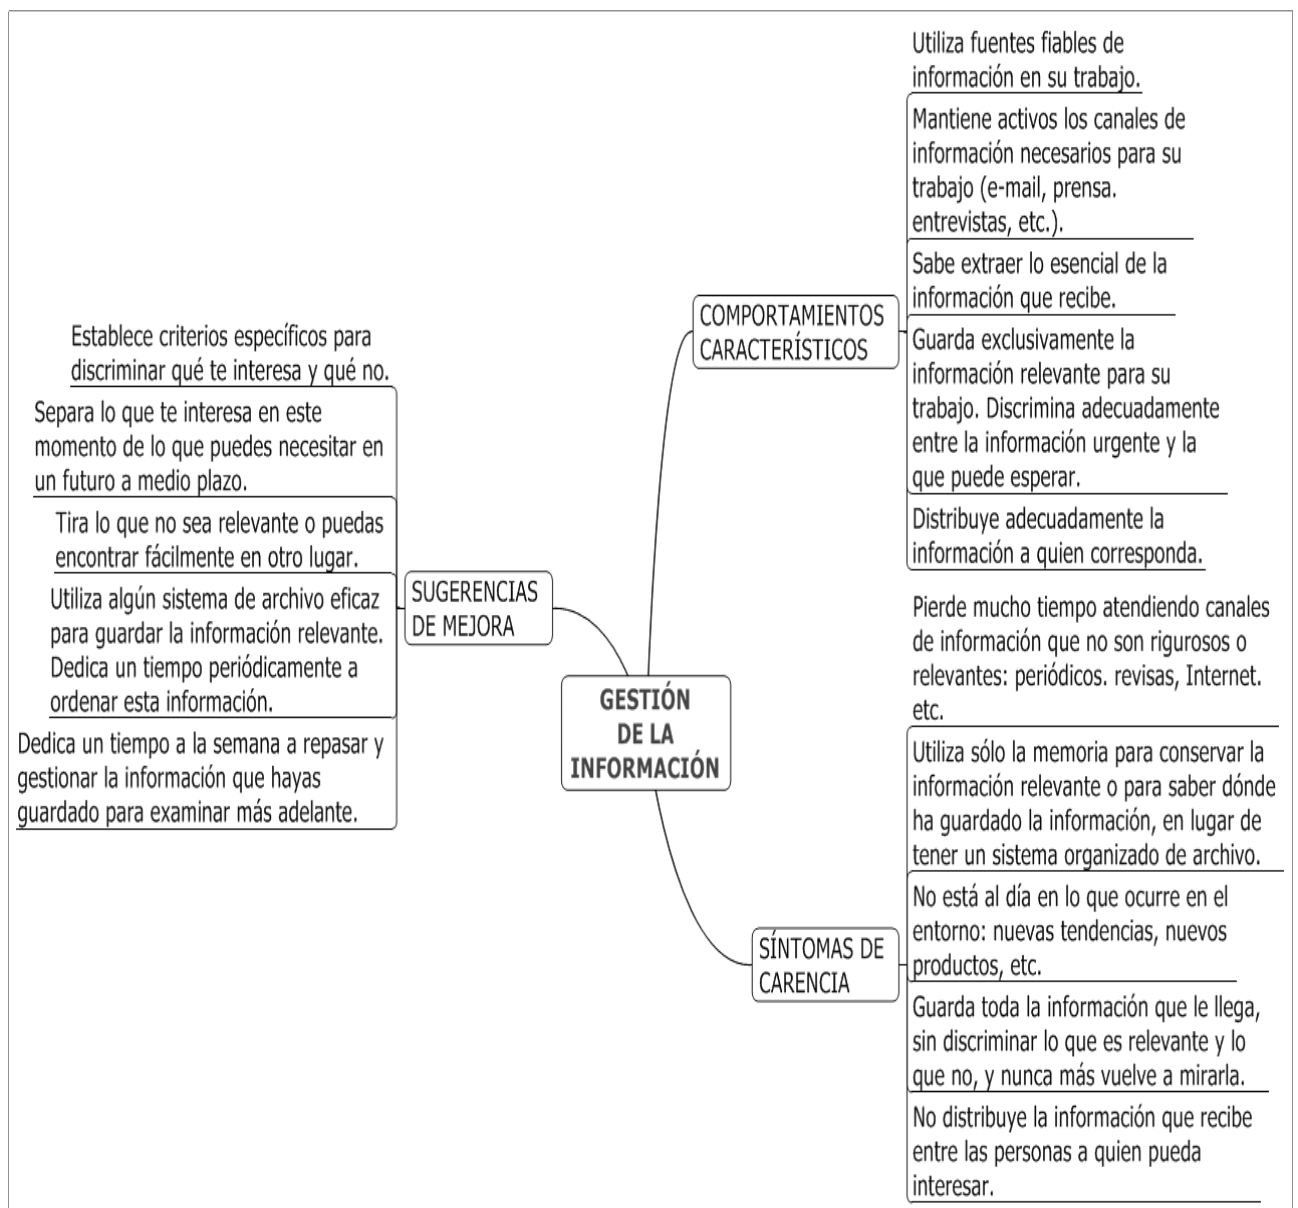 Utiliza fuentes fiables de
información en su trabajo.
Mantiene activos los canales de
información necesarios para su
trabajo (e-mail, prensa.
entrevistas, etc.).
Sabe extraer lo esencial de la
información que recibe.
Guarda exclusivamente la
información relevante para su
trabajo. Discrimina adecuadamente
entre la información urgente y la
que puede esperar.
Distribuye adecuadamente la
información a quien corresponda.
COMPORTAMIENTOS
CARACTERÍSTICOS
Establece criterios específicos para
discriminar qué te interesa y qué no.
Separa lo que te interesa en este
momento de lo que puedes necesitar en
un futuro a medio plazo.
Tira lo que no sea relevante o puedas
encontrar fácilmente en otro lugar.
Utiliza algún sistema de archivo eficaz
para guardar la información relevante.
Dedica un tiempo periódicamente a
ordenar esta información.
Dedica un tiempo a la semana a repasar y
gestionar la información que hayas
guardado para examinar más adelante.
SUGERENCIAS
DE MEJORA
GESTIÓN
DE LA
INFORMACIÓN
Pierde mucho tiempo atendiendo canales
de información que no son rigurosos o
relevantes: periódicos. revisas, Internet.
etc.
Utiliza sólo la memoria para conservar la
información relevante o para saber dónde
ha guardado la información, en lugar de
tener un sistema organizado de archivo.
No está al día en lo que ocurre en el
entorno: nuevas tendencias, nuevos
productos, etc.
Guarda toda la información que le llega,
sin discriminar lo que es relevante y lo
que no, y nunca más vuelve a mirarla.
No distribuye la información que recibe
entre las personas a quien pueda
interesar.
SÍNTOMAS DE
CARENCIA